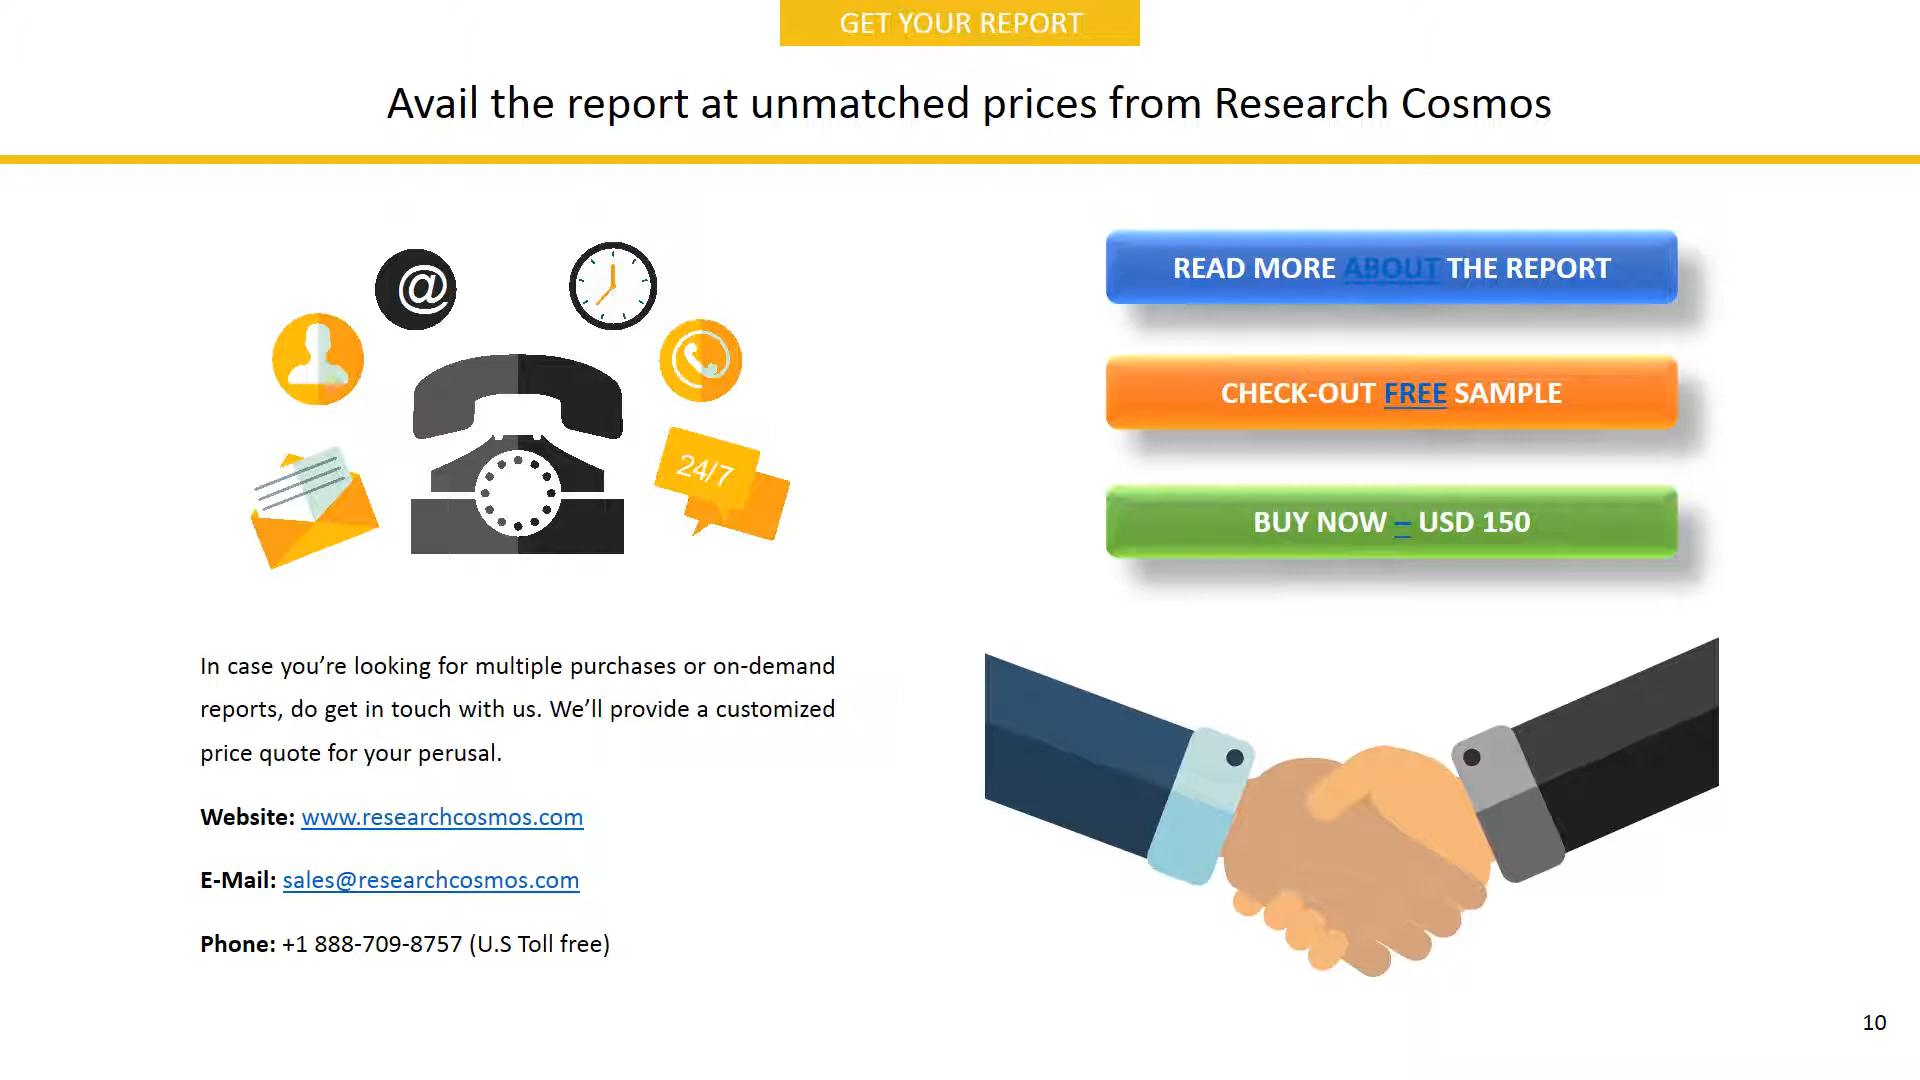 GET YOUR REPORT
Avail the report at unmatched prices from Research Cosmos
@
24/7
READ MORE ABOUT THE REPORT
CHECK-OUT FREE SAMPLE
BUY NOW – USD 150
In case you’re looking for multiple purchases or on-demand
reports, do get in touch with us. We’ll provide a customized
price quote for your perusal.
Website: www.researchcosmos.com
E-Mail: sales@researchcosmos.com
Phone: +1 888-709-8757 (U.S Toll free)
10